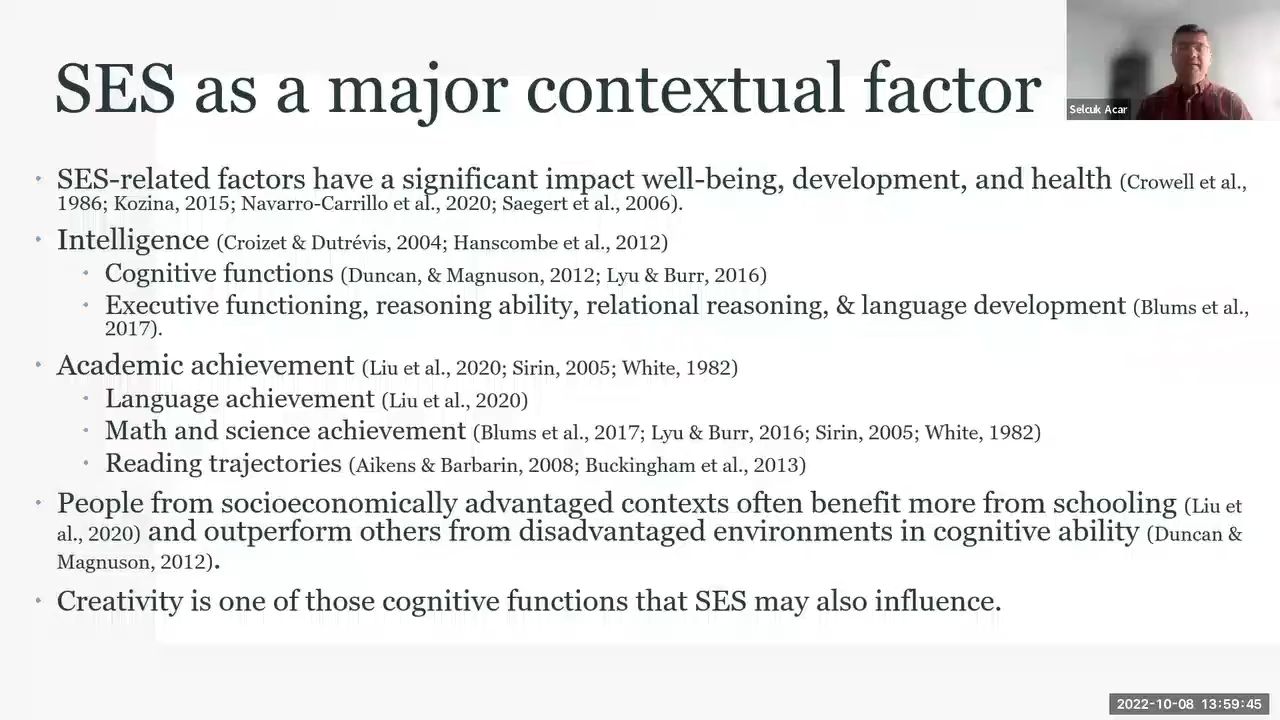 SES as a major contextual factor
Selcuk Acar
• SES-related factors have a significant impact well-being, development, and health (Crowell et al.,
1986; Kozina, 2015; Navarro-Carrillo et al., 2020; Saegert et al., 2006).
• Intelligence (Croizet & Dutrévis, 2004; Hanscombe et al., 2012)
• Cognitive functions (Duncan, & Magnuson, 2012; Lyu & Burr, 2016)
• Executive functioning, reasoning ability, relational reasoning, & language development (Blums et al.,
2017).
• Academic achievement (Liu et al., 2020; Sirin, 2005; White, 1982)
• Language achievement (Liu et al., 2020)
• Math and science achievement (Blums et al., 2017; Lyu & Burr, 2016; Sirin, 2005; White, 1982)
• Reading trajectories (Aikens & Barbarin, 2008; Buckingham et al., 2013)
• People from socioeconomically advantaged contexts often benefit more from schooling (Liu et
al., 2020) and outperform others from disadvantaged environments in cognitive ability (Duncan &
Magnuson, 2012).
• Creativity is one of those cognitive functions that SES may also influence.
2022-10-08 13:59:45